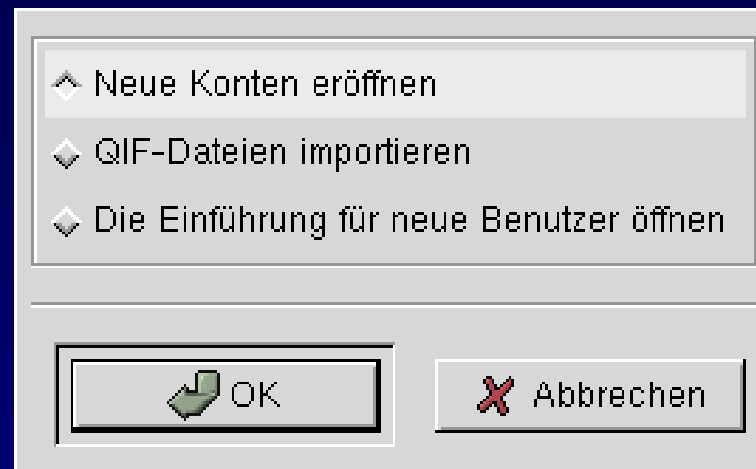 Neue Konten eröffnen
QIF-Dateien importieren
Die Einführung für neue Benutzer öffnen
OK
Abbrechen